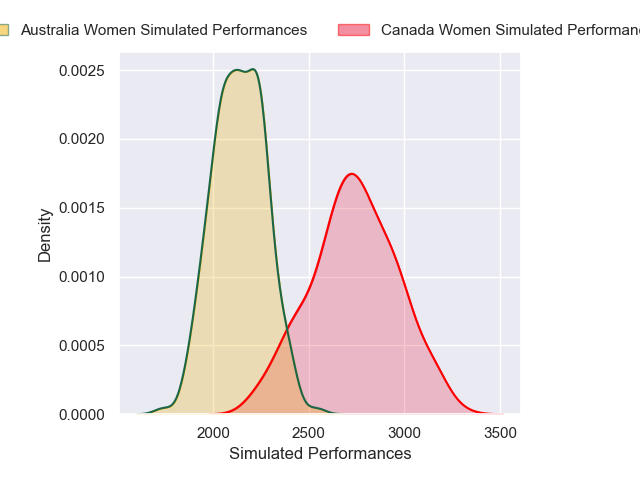 Australia Women Simulated Performances
Canada Women Simulated
0.0025
0.0020
0.0015
0.0010
0.0005
0.0000
Density
2000 2500 3000 3500
Simulated Performances